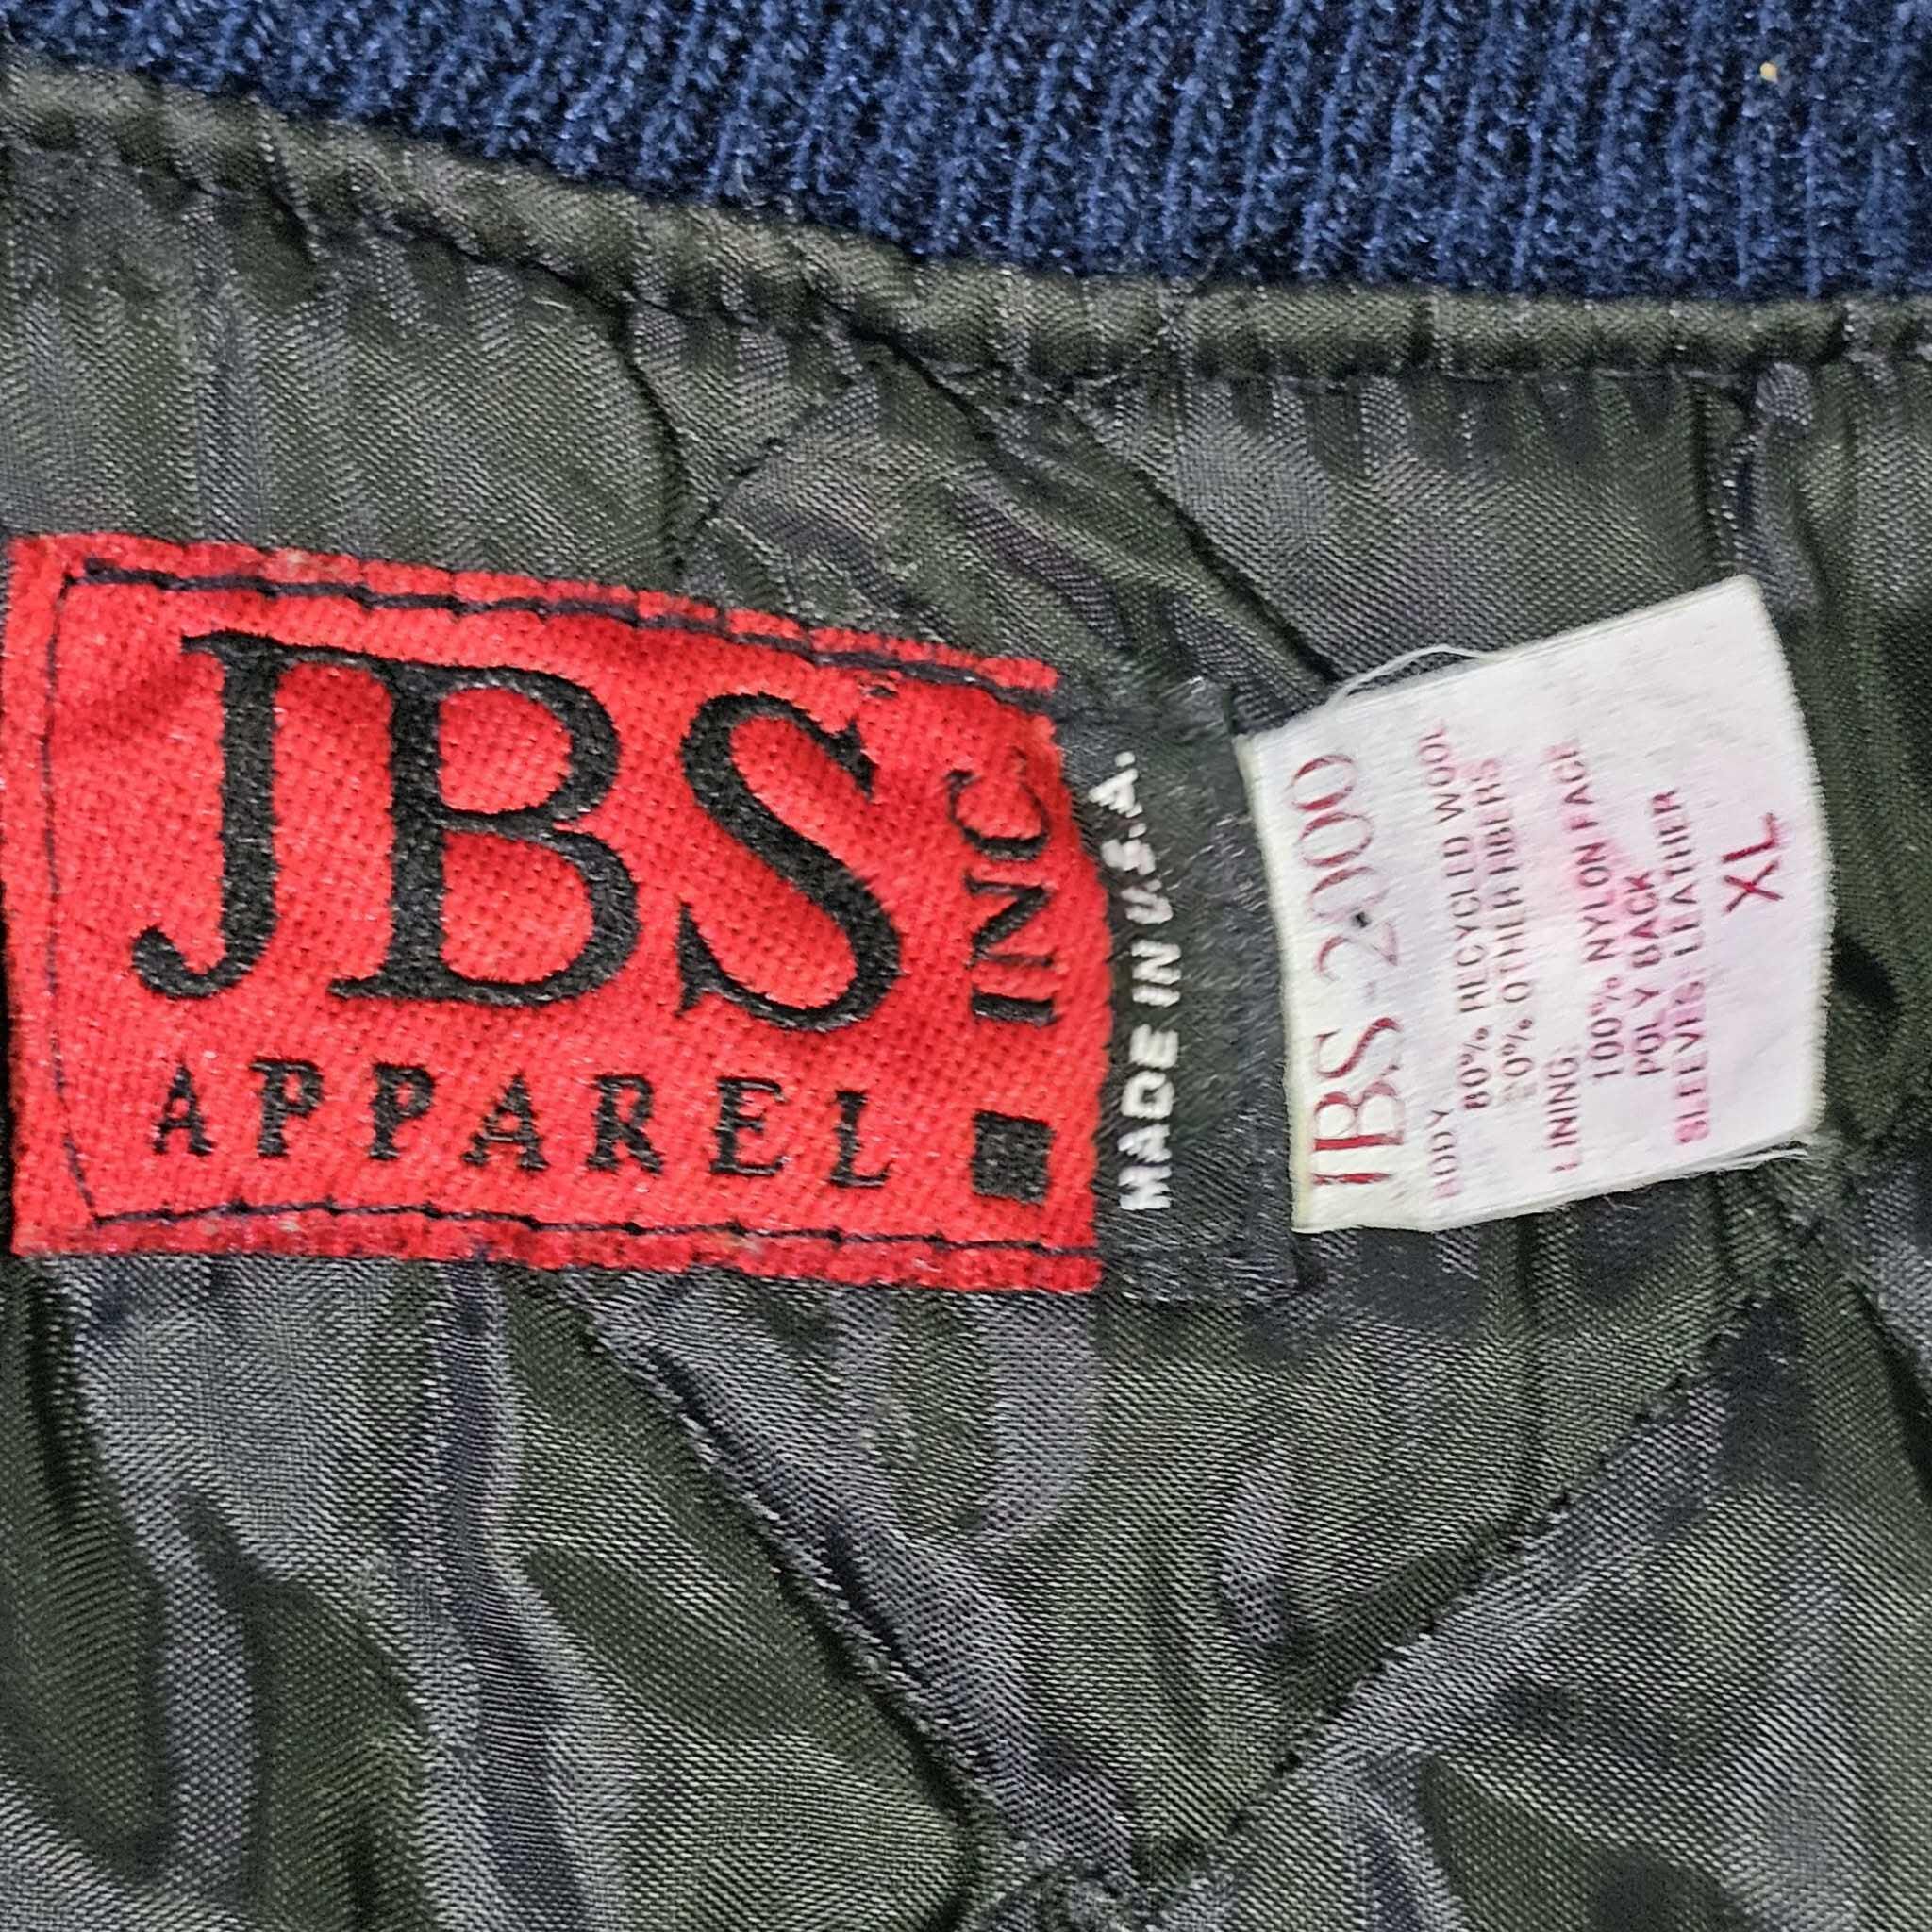 JBS
INC
APPAREL
MADE IN U.S.A.
JBS-2000
BODY
80% RECYCLED WOOL
20% OTHER FIBERS
LINING:
100% NYLON FACE
POLY BACK
SLEEVES LEATHER
XL